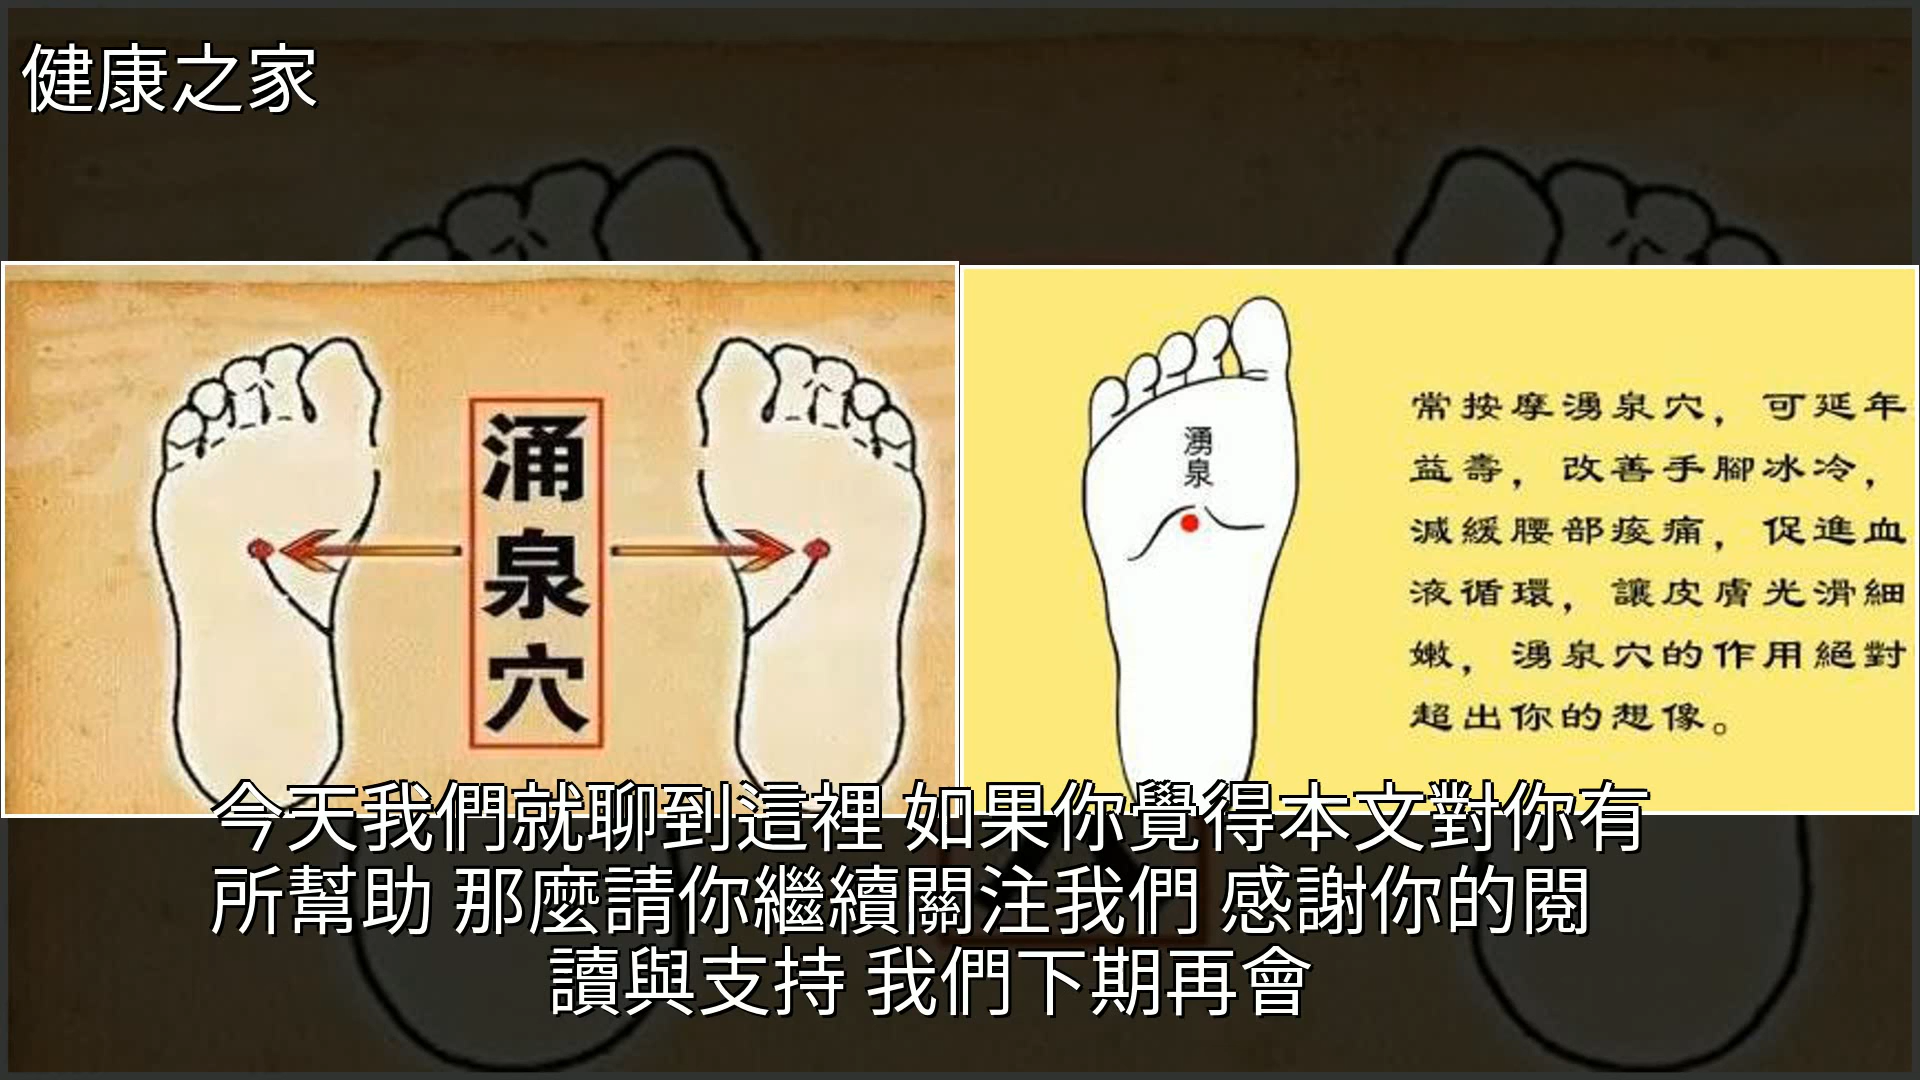 健康之家
涌泉穴
湧泉
常按摩湧泉穴，可延年
益壽，改善手腳冰冷，
減緩腰部痠痛，促進血
液循環，讓皮膚光滑細
嫩，湧泉穴的作用絕對
超出你的想像。
今天我們就聊到這裡 如果你覺得本文對你有
所幫助 那麼請你繼續關注我們 感謝你的閱
讀與支持 我們下期再會